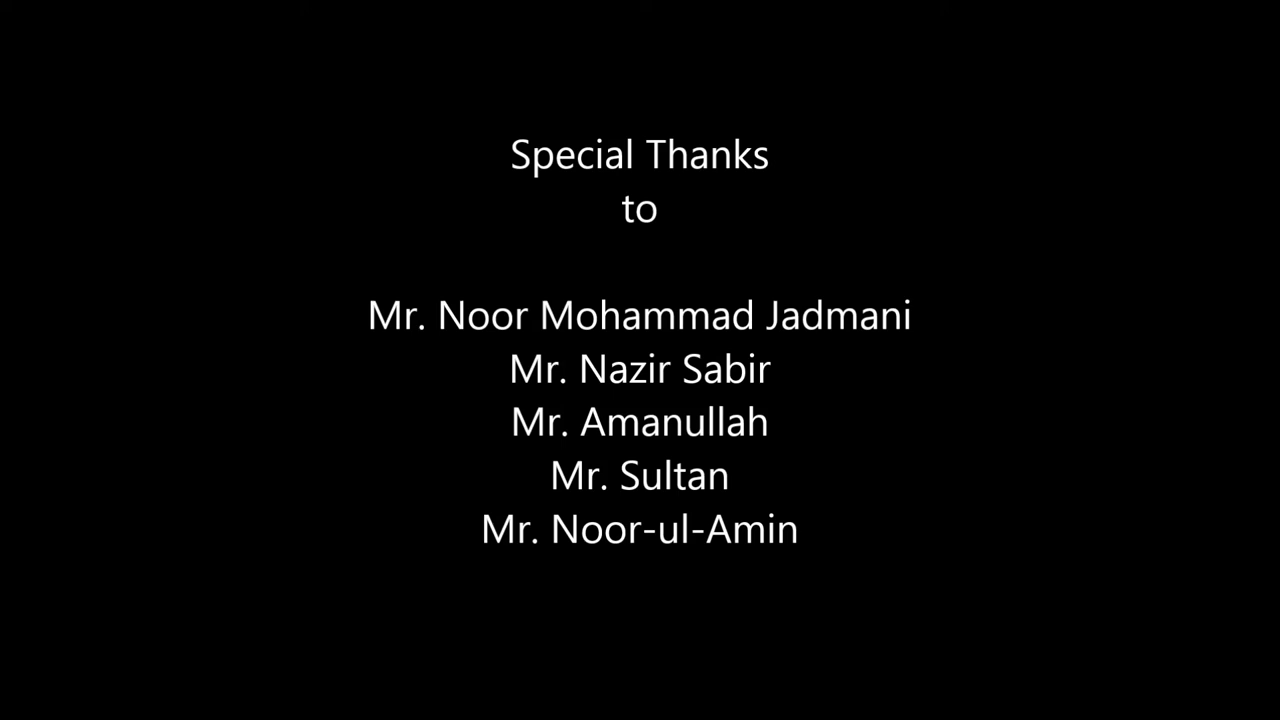 Special Thanks
to
Mr. Noor Mohammad Jadmani
Mr. Nazir Sabir
Mr. Amanullah
Mr. Sultan
Mr. Noor-ul-Amin